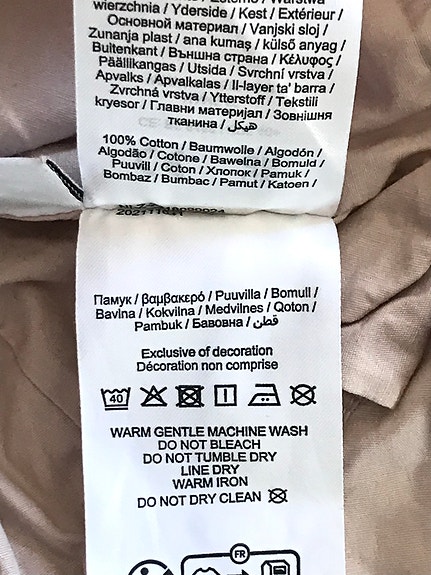 wierzchnia / Yderside / Kest / Extérieur /
Основной материал / Vanjski sloj /
Zunanja plast / ana kumaş / külső anyag /
Buitenkant / Външна страна / Κέλυφος /
Päällikangas / Utsida / Svrchní vrstva /
Apvalks / Apvalkalas / Il-layer ta' barra /
Zvrchná vrstva / Ytterstoff / Tekstili
kryesor / Главни материјал / Зовнішня
тканина / هيكل /
100% Cotton / Baumwolle / Algodón /
Algodão / Cotone / Bawełna / Bomuld /
Puuvill / Coton / Хлопок / Pamuk /
Bombaz / Bumbac / Pamut / Katoen /
Памук / βαμβακερό / Puuvilla / Bomull /
Bavlna / Kokvilna / Medvilnes / Qoton /
Pambuk / Бавовна / قطن
Exclusive of decoration
Décoration non comprise
40
WARM GENTLE MACHINE WASH
DO NOT BLEACH
DO NOT TUMBLE DRY
LINE DRY
WARM IRON
DO NOT DRY CLEAN
FR